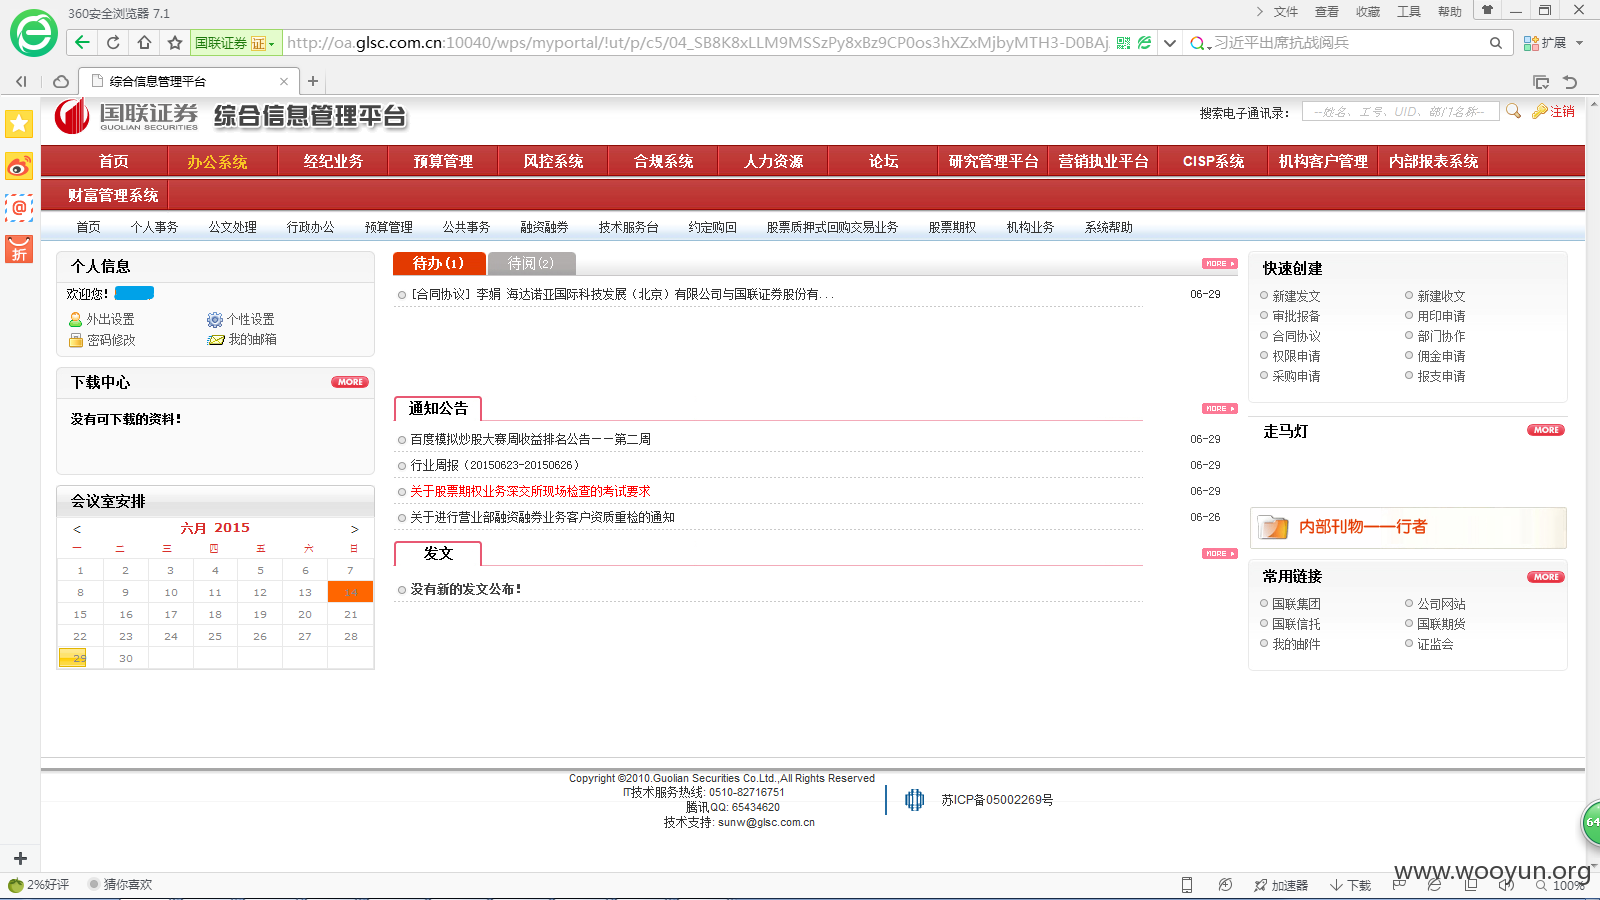 360安全浏览器 7.1
文件 查看 收藏 工具 帮助
国联证券 证 http://oa.glsc.com.cn:10040/wps/myportal/!ut/p/c5/04_SB8K8xLLM9MSSzPy8xBz9CP0os3hXZxMjbyMTH3-D0BAj 习近平出席抗战阅兵 扩展
综合信息管理平台
国联证券 GUOLIAN SECURITIES 综合信息管理平台
搜索电子通讯录: --姓名、工号、UID、部门名称-- 注销
首页 办公系统 经纪业务 预算管理 风控系统 合规系统 人力资源 论坛 研究管理平台 营销执业平台 CISP系统 机构客户管理 内部报表系统
财富管理系统
首页 个人事务 公文处理 行政办公 预算管理 公共事务 融资融券 技术服务台 约定购回 股票质押式回购交易业务 股票期权 机构业务 系统帮助
个人信息
欢迎您!
外出设置 个性设置
密码修改 我的邮箱
下载中心 MORE
没有可下载的资料!
会议室安排
< 六月 2015 >
一 二 三 四 五 六 日
1 2 3 4 5 6 7
8 9 10 11 12 13 14
15 16 17 18 19 20 21
22 23 24 25 26 27 28
29 30
待办(1) 待阅(2) MORE
[合同协议] 李娟 海达诺亚国际科技发展（北京）有限公司与国联证券股份有... 06-29
通知公告 MORE
百度模拟炒股大赛周收益排名公告——第二周 06-29
行业周报（20150623-20150626） 06-29
关于股票期权业务深交所现场检查的考试要求 06-29
关于进行营业部融资融券业务客户资质重检的通知 06-26
发文 MORE
没有新的发文公布!
快速创建
新建发文 新建收文
审批报备 用印申请
合同协议 部门协作
权限申请 佣金申请
采购申请 报支申请
走马灯 MORE
内部刊物——行者
常用链接 MORE
国联集团 公司网站
国联信托 国联期货
我的邮件 证监会
Copyright ©2010.Guolian Securities Co.Ltd.,All Rights Reserved
IT技术服务热线: 0510-82716751
腾讯QQ: 65434620
技术支持: sunw@glsc.com.cn
苏ICP备05002269号
64
www.wooyun.org
2%好评 猜你喜欢 加速器 下载 100%
折